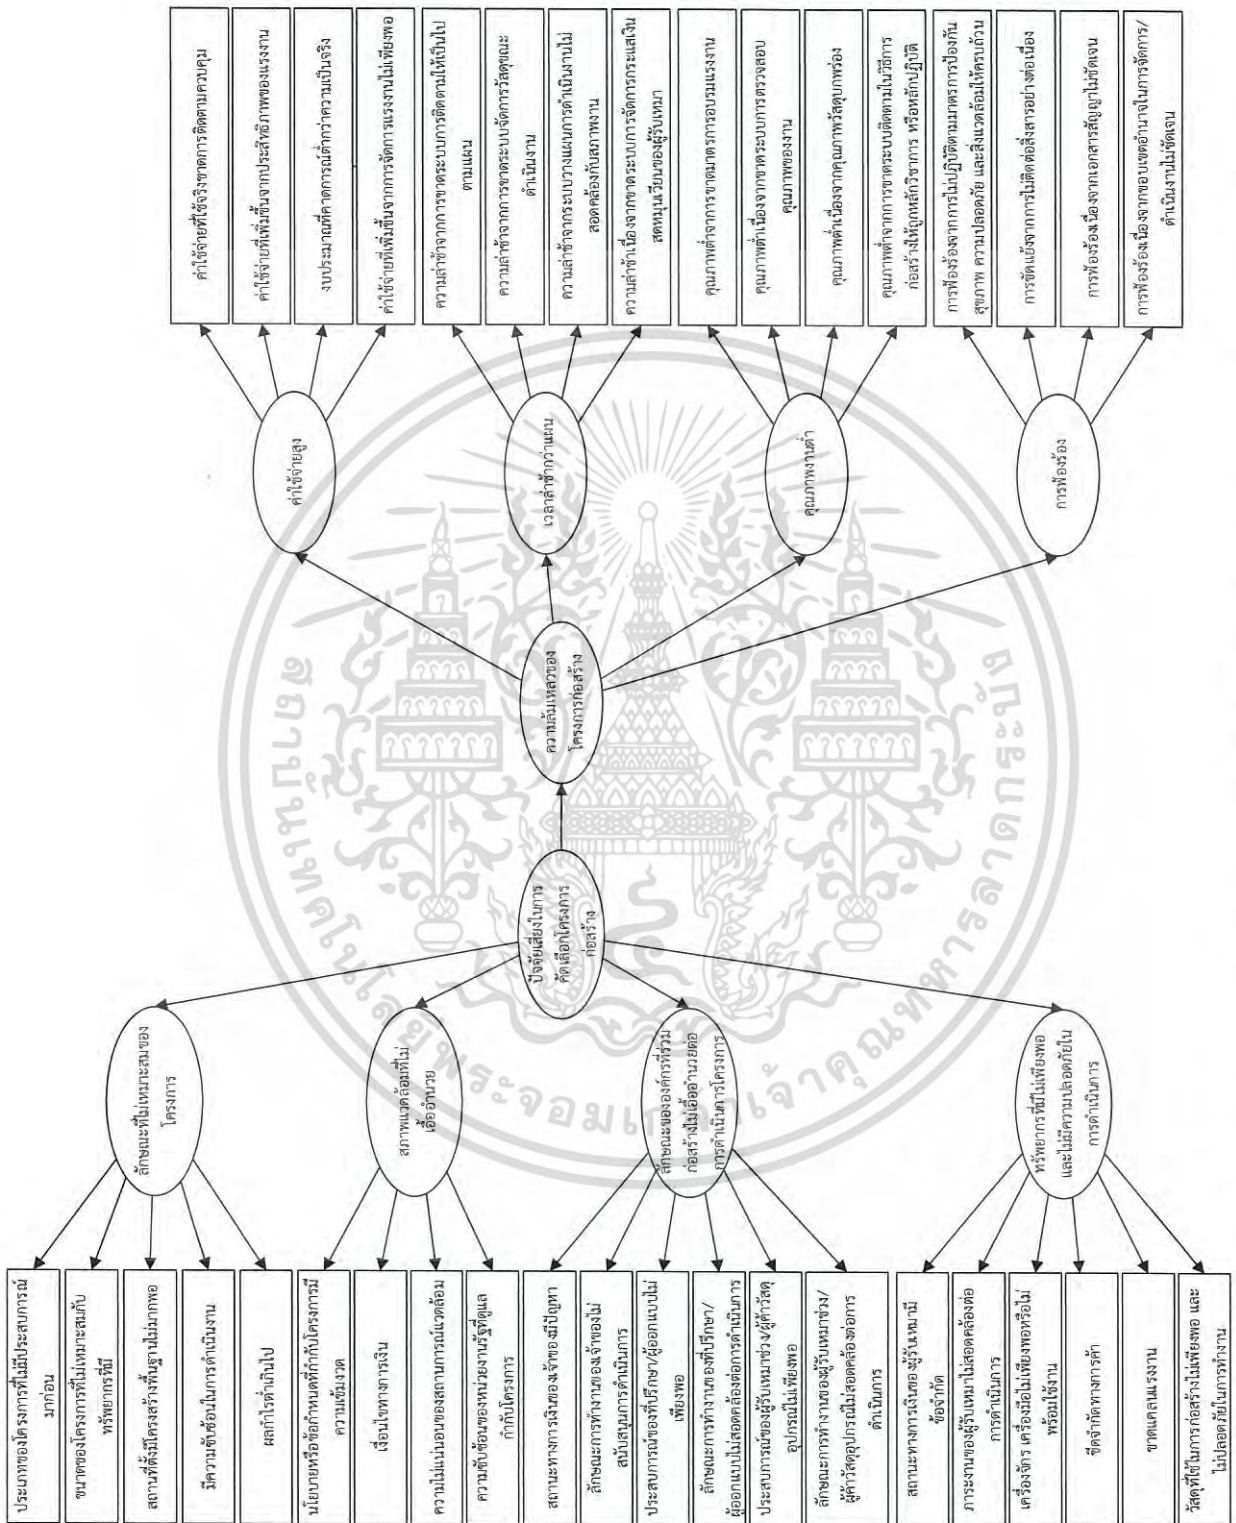 ประเภทของโครงการที่ไม่มีประสบการณ์
มาก่อน
ขนาดของโครงการที่ไม่เหมาะสมกับ
ทรัพยากรที่มี
สถานที่ตั้งมีโครงสร้างพื้นฐานไม่มากพอ
มีความซับซ้อนในการดำเนินงาน
ผลกำไรต่ำเกินไป
นโยบายหรือข้อกำหนดที่กำกับโครงการมี
ความเข้มงวด
เงื่อนไขทางการเงิน
ความไม่แน่นอนของสถานการณ์แวดล้อม
ความซับซ้อนของหน่วยงานรัฐที่ดูแล
กำกับโครงการ
สถานะทางการเงินของเจ้าของมีปัญหา
ลักษณะการทำงานของเจ้าของไม่
สนับสนุนการดำเนินการ
ประสบการณ์ของที่ปรึกษา/ผู้ออกแบบไม่
เพียงพอ
ลักษณะการทำงานของที่ปรึกษา/
ผู้ออกแบบไม่สอดคล้องต่อการดำเนินการ
ประสบการณ์ของผู้รับเหมาช่วง/ผู้ค้าวัสดุ
อุปกรณ์ไม่เพียงพอ
ลักษณะการทำงานของผู้รับเหมาช่วง/
ผู้ค้าวัสดุอุปกรณ์ไม่สอดคล้องต่อการ
ดำเนินการ
สถานะทางการเงินของผู้รับเหมามี
ข้อจำกัด
ภาระงานของผู้รับเหมาไม่สอดคล้องต่อ
การดำเนินการ
เครื่องจักร เครื่องมือไม่เพียงพอหรือไม่
พร้อมใช้งาน
ขีดจำกัดทางการค้า
ขาดแคลนแรงงาน
วัสดุที่ใช้ในการก่อสร้างไม่เพียงพอ และ
ไม่ปลอดภัยในการทำงาน
ลักษณะที่ไม่เหมาะสมของ
โครงการ
สภาพแวดล้อมที่ไม่
เอื้ออำนวย
ลักษณะขององค์กรที่ร่วม
ก่อสร้างไม่เอื้ออำนวยต่อ
การดำเนินการโครงการ
ทรัพยากรที่มีไม่เพียงพอ
และไม่มีความปลอดภัยใน
การดำเนินการ
ปัจจัยเสี่ยงในการ
คัดเลือกโครงการ
ก่อสร้าง
ความล้มเหลวของ
โครงการก่อสร้าง
ค่าใช้จ่ายสูง
เวลาล่าช้ากว่าแผน
คุณภาพงานต่ำ
การฟ้องร้อง
ค่าใช้จ่ายที่ใช้จริงขาดการติดตามควบคุม
ค่าใช้จ่ายที่เพิ่มขึ้นจากประสิทธิภาพของแรงงาน
งบประมาณที่คาดการณ์ต่ำกว่าความเป็นจริง
ค่าใช้จ่ายที่เพิ่มขึ้นจากการจัดการแรงงานไม่เพียงพอ
ความล่าช้าจากการขาดระบบการติดตามให้เป็นไป
ตามแผน
ความล่าช้าจากการขาดระบบจัดการวัสดุขณะ
ดำเนินงาน
ความล่าช้าจากระบบวางแผนการดำเนินงานไม่
สอดคล้องกับสภาพงาน
ความล่าช้าเนื่องจากขาดระบบการจัดการกระแสเงิน
สดหมุนเวียนของผู้รับเหมา
คุณภาพต่ำจากการขาดมาตรการอบรมแรงงาน
คุณภาพต่ำเนื่องจากขาดระบบการตรวจสอบ
คุณภาพของงาน
คุณภาพต่ำเนื่องจากคุณภาพวัสดุบกพร่อง
คุณภาพต่ำจากการขาดระบบติดตามในวิธีการ
ก่อสร้างให้ถูกหลักวิชาการ หรือหลักปฏิบัติ
การฟ้องร้องจากการไม่ปฏิบัติตามมาตรการป้องกัน
สุขภาพ ความปลอดภัย และสิ่งแวดล้อมให้ครบถ้วน
การขัดแย้งจากการไม่ติดต่อสื่อสารอย่างต่อเนื่อง
การฟ้องร้องเนื่องจากเอกสารสัญญาไม่ชัดเจน
การฟ้องร้องเนื่องจากขอบเขตอำนาจในการจัดการ/
ดำเนินงานไม่ชัดเจน
สถาบันเทคโนโลยีพระจอมเกล้าเจ้าคุณทหารลาดกระบัง